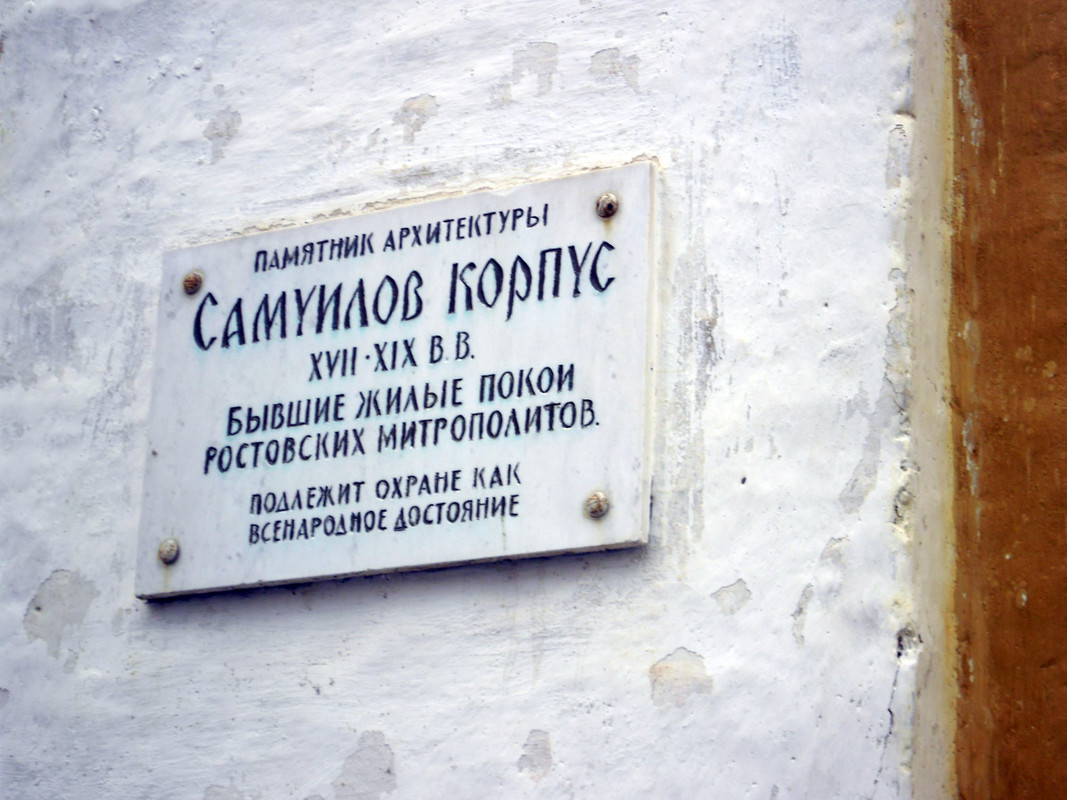 ПАМЯТНИК АРХИТЕКТУРЫ
САМУИЛОВ КОРПУС
XVII·XIX В.В.
БЫВШИЕ ЖИЛЫЕ ПОКОИ
РОСТОВСКИХ МИТРОПОЛИТОВ.
ПОДЛЕЖИТ ОХРАНЕ КАК
ВСЕНАРОДНОЕ ДОСТОЯНИЕ